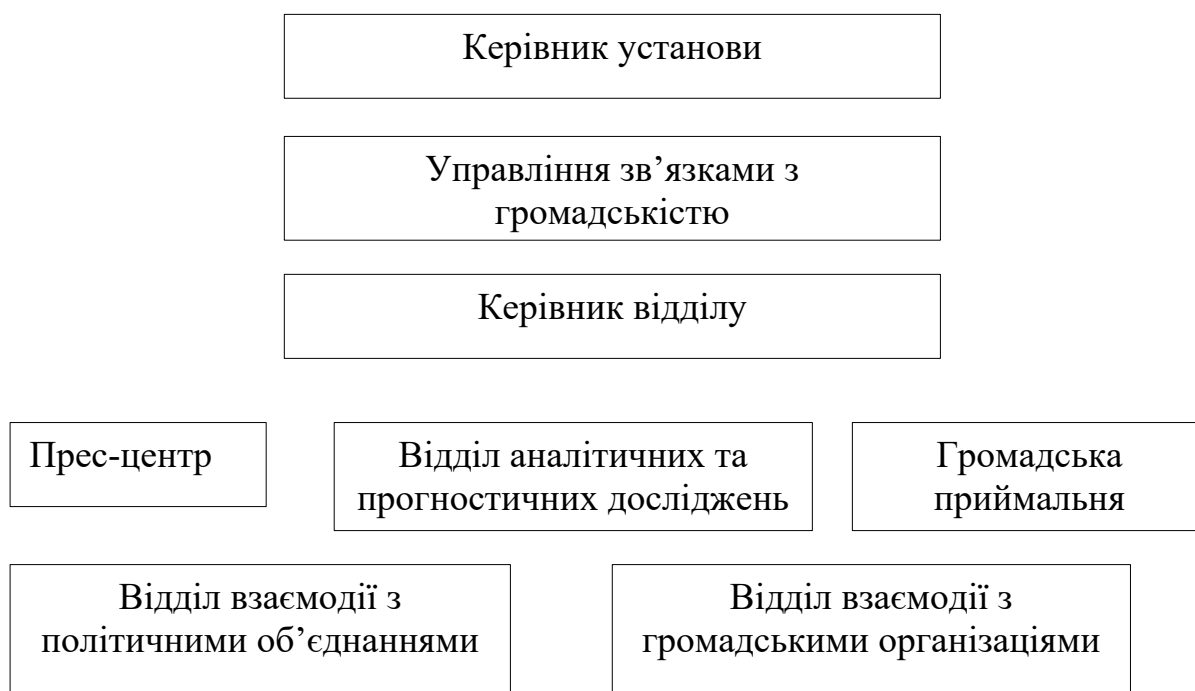 Керівник установи
Управління зв’язками з
громадськістю
Керівник відділу
Прес-центр
Відділ аналітичних та
прогностичних досліджень
Громадська
приймальня
Відділ взаємодії з
політичними об’єднаннями
Відділ взаємодії з
громадськими організаціями